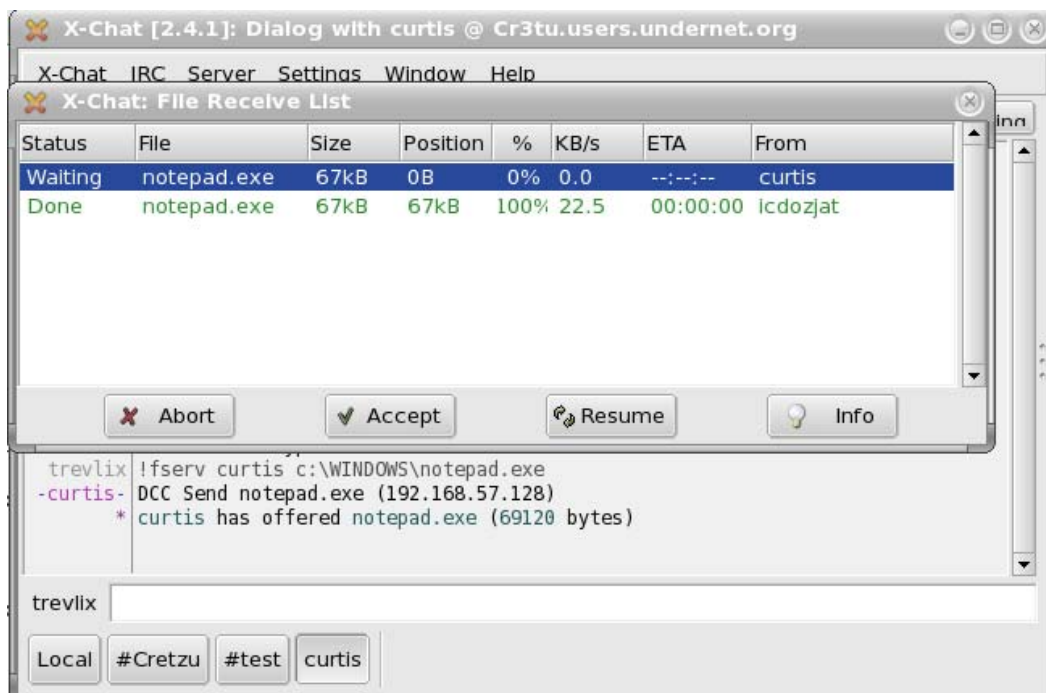 X-Chat [2.4.1]: Dialog with curtis @ Cr3tu.users.undernet.org
X-Chat IRC Server Settings Window Help
X-Chat: File Receive List
Status File Size Position % KB/s ETA From
Waiting notepad.exe 67kB 0B 0% 0.0 --:--:-- curtis
Done notepad.exe 67kB 67kB 100% 22.5 00:00:00 icdozjat
Abort Accept Resume Info
trevlix !fserv curtis c:\WINDOWS\notepad.exe
-curtis- DCC Send notepad.exe (192.168.57.128)
* curtis has offered notepad.exe (69120 bytes)
trevlix
Local #Cretzu #test curtis